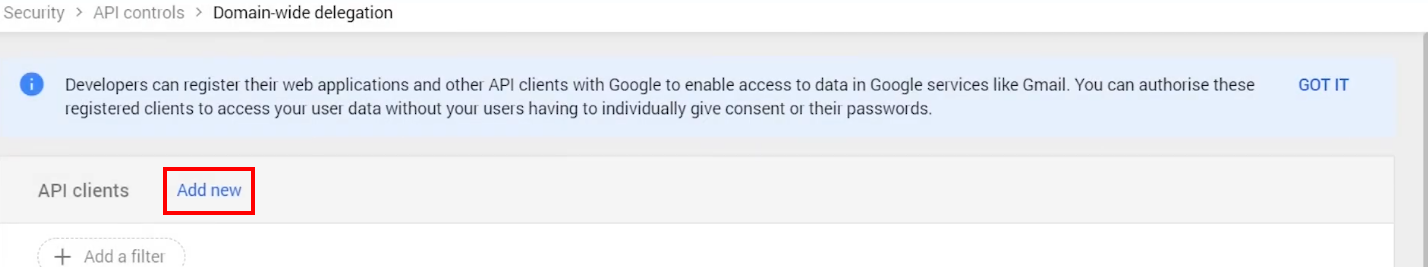 Security > API controls > Domain-wide delegation
Developers can register their web applications and other API clients with Google to enable access to data in Google services like Gmail. You can authorise these
registered clients to access your user data without your users having to individually give consent or their passwords.
GOT IT
API clients
Add new
+ Add a filter